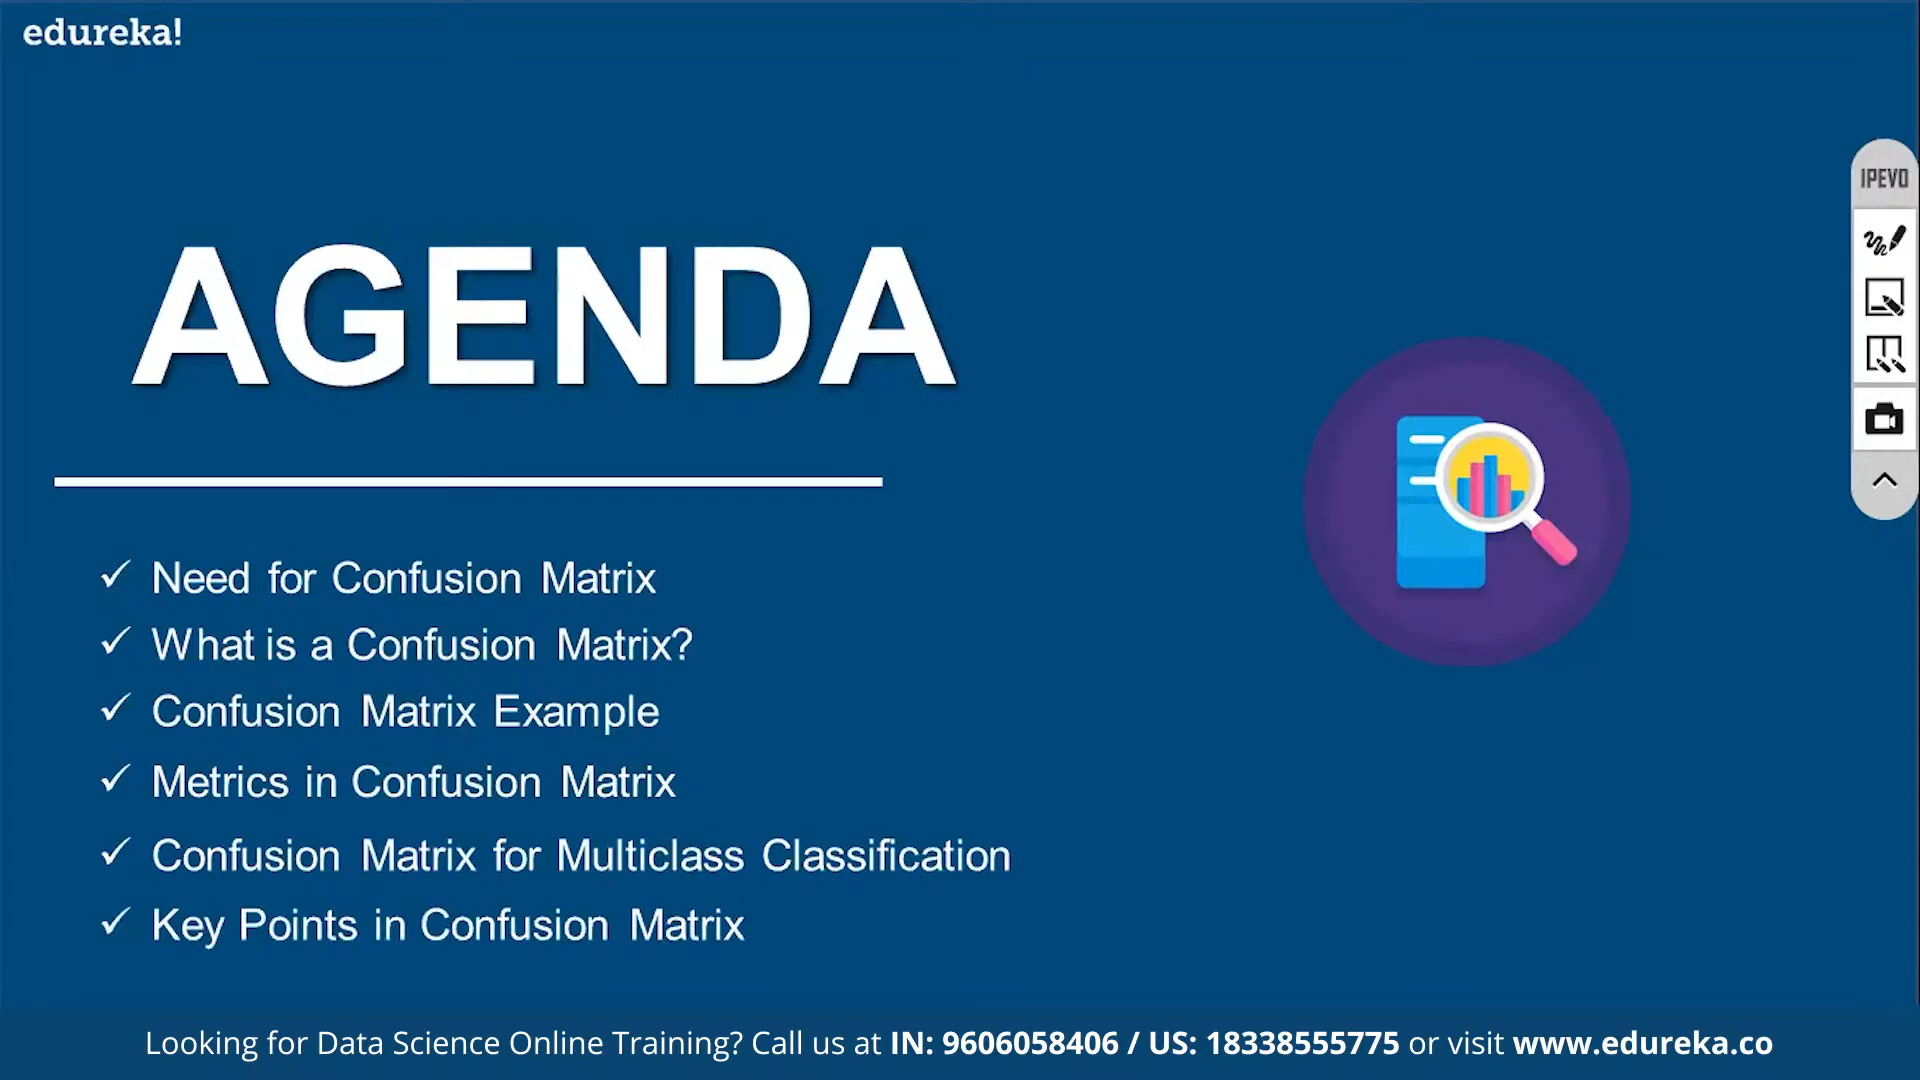 edureka!
IPEVO
AGENDA
Need for Confusion Matrix
What is a Confusion Matrix?
Confusion Matrix Example
Metrics in Confusion Matrix
Confusion Matrix for Multiclass Classification
Key Points in Confusion Matrix
Looking for Data Science Online Training? Call us at IN: 9606058406 / US: 18338555775 or visit www.edureka.co